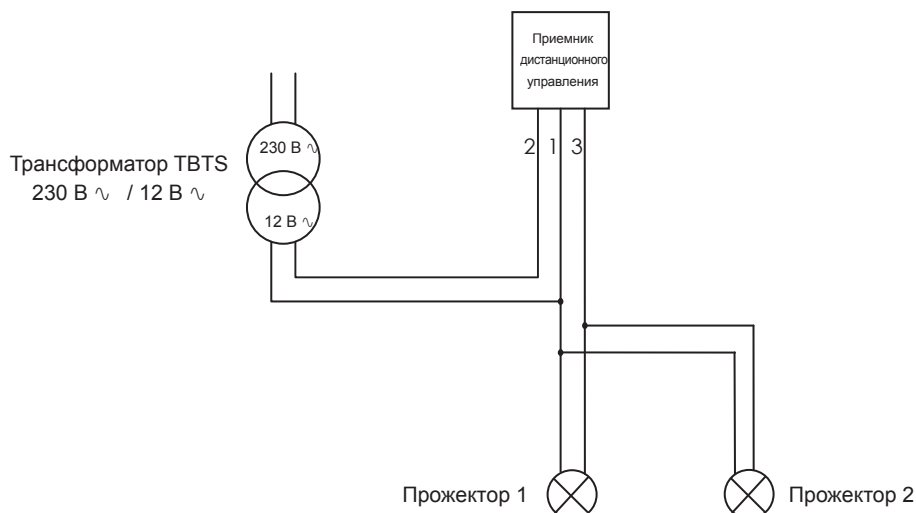 Приемник
дистанционного
управления
230 В ∿
Трансформатор TBTS
230 В ∿ / 12 В ∿
12 В ∿
2 1 3
Прожектор 1
Прожектор 2